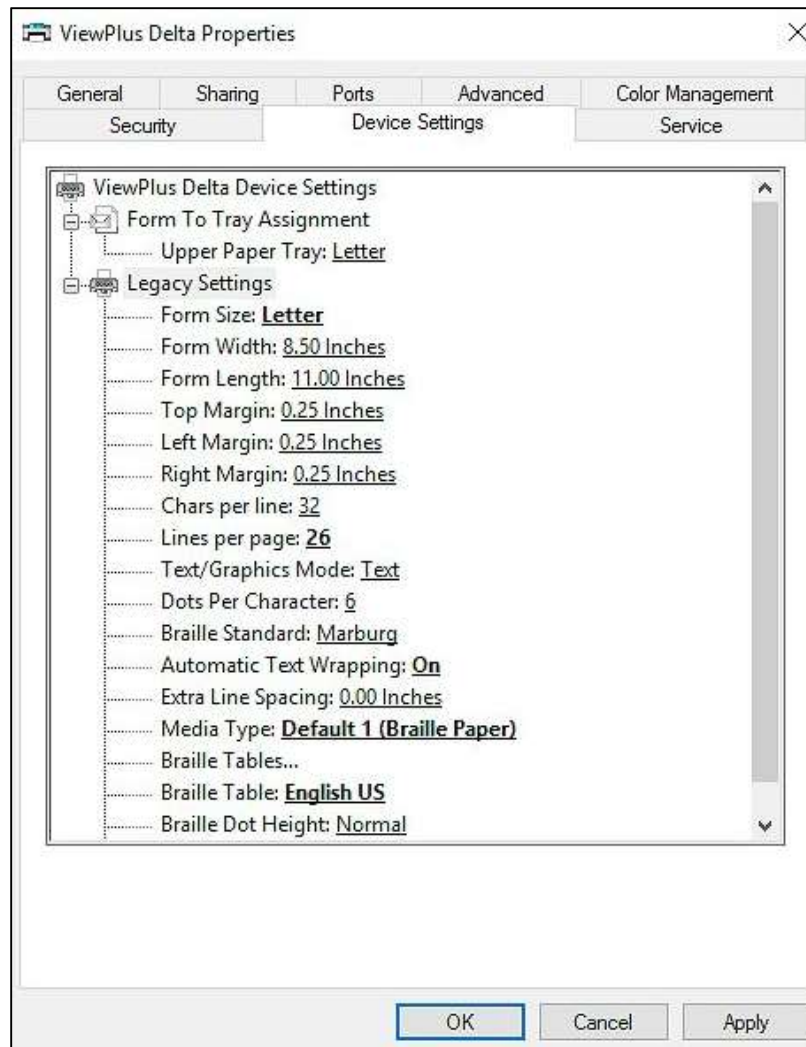 ViewPlus Delta Properties
General Sharing Ports Advanced Color Management
Security Device Settings Service
ViewPlus Delta Device Settings
Form To Tray Assignment
Upper Paper Tray: Letter
Legacy Settings
Form Size: Letter
Form Width: 8.50 Inches
Form Length: 11.00 Inches
Top Margin: 0.25 Inches
Left Margin: 0.25 Inches
Right Margin: 0.25 Inches
Chars per line: 32
Lines per page: 26
Text/Graphics Mode: Text
Dots Per Character: 6
Braille Standard: Marburg
Automatic Text Wrapping: On
Extra Line Spacing: 0.00 Inches
Media Type: Default 1 (Braille Paper)
Braille Tables...
Braille Table: English US
Braille Dot Height: Normal
OK Cancel Apply